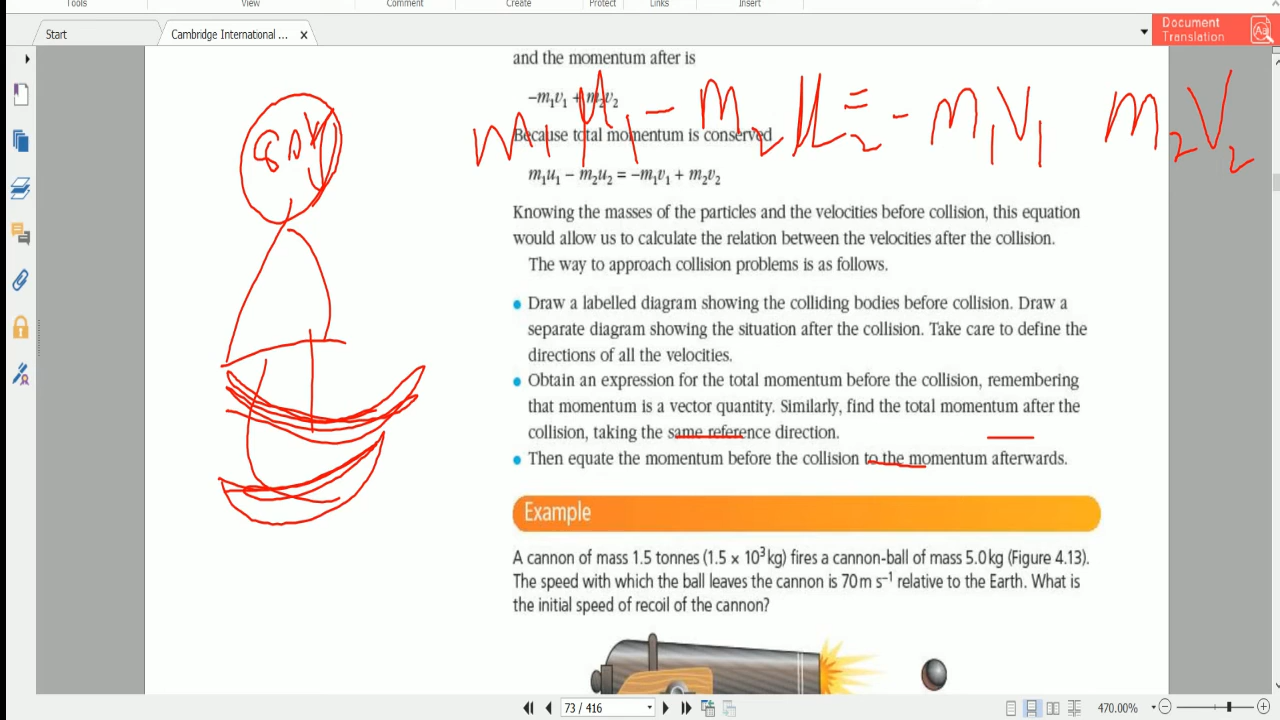 Tools View Comment Create Protect Links Insert
Start
Cambridge International ...
Document
Translation
and the momentum after is
−m₁v₁ + m₂v₂
m₁ μ₁ − m₂ μ₂ = − m₁ v₁ m₂ v₂
Because total momentum is conserved
m₁u₁ − m₂u₂ = −m₁v₁ + m₂v₂
Knowing the masses of the particles and the velocities before collision, this equation
would allow us to calculate the relation between the velocities after the collision.
The way to approach collision problems is as follows.
• Draw a labelled diagram showing the colliding bodies before collision. Draw a
separate diagram showing the situation after the collision. Take care to define the
directions of all the velocities.
• Obtain an expression for the total momentum before the collision, remembering
that momentum is a vector quantity. Similarly, find the total momentum after the
collision, taking the same reference direction.
• Then equate the momentum before the collision to the momentum afterwards.
Example
A cannon of mass 1.5 tonnes (1.5 × 10³ kg) fires a cannon-ball of mass 5.0 kg (Figure 4.13).
The speed with which the ball leaves the cannon is 70 m s⁻¹ relative to the Earth. What is
the initial speed of recoil of the cannon?
73 / 416
470.00%